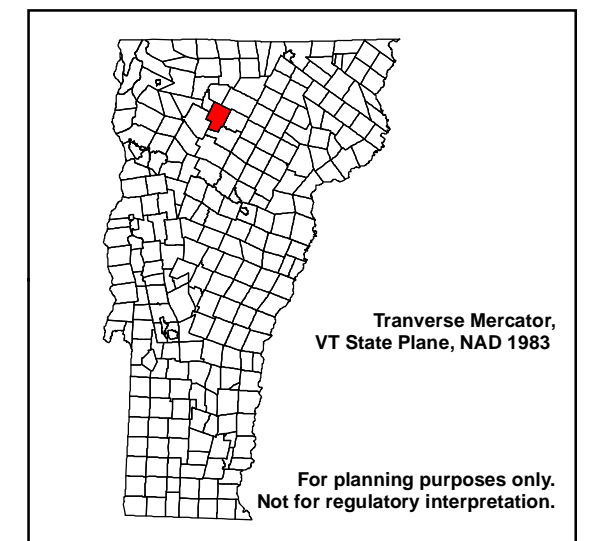 Tranverse Mercator,
VT State Plane, NAD 1983
For planning purposes only.
Not for regulatory interpretation.